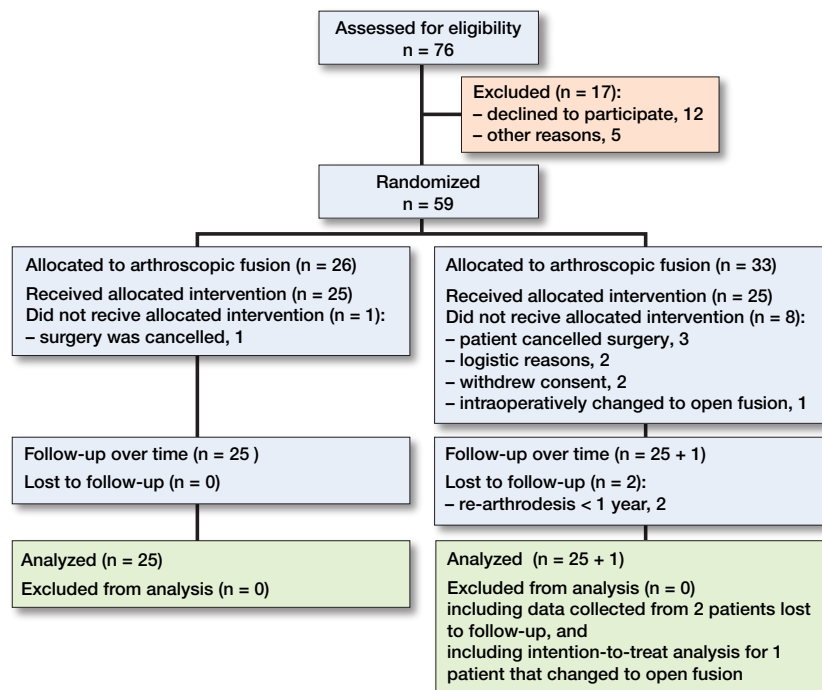 Assessed for eligibility
n = 76
Excluded (n = 17):
– declined to participate, 12
– other reasons, 5
Randomized
n = 59
Allocated to arthroscopic fusion (n = 26)
Received allocated intervention (n = 25)
Did not recive allocated intervention (n = 1):
– surgery was cancelled, 1
Allocated to arthroscopic fusion (n = 33)
Received allocated intervention (n = 25)
Did not recive allocated intervention (n = 8):
– patient cancelled surgery, 3
– logistic reasons, 2
– withdrew consent, 2
– intraoperatively changed to open fusion, 1
Follow-up over time (n = 25 )
Lost to follow-up (n = 0)
Follow-up over time (n = 25 + 1)
Lost to follow-up (n = 2):
– re-arthrodesis < 1 year, 2
Analyzed (n = 25)
Excluded from analysis (n = 0)
Analyzed  (n = 25 + 1)
Excluded from analysis (n = 0)
including data collected from 2 patients lost
to follow-up, and
including intention-to-treat analysis for 1
patient that changed to open fusion